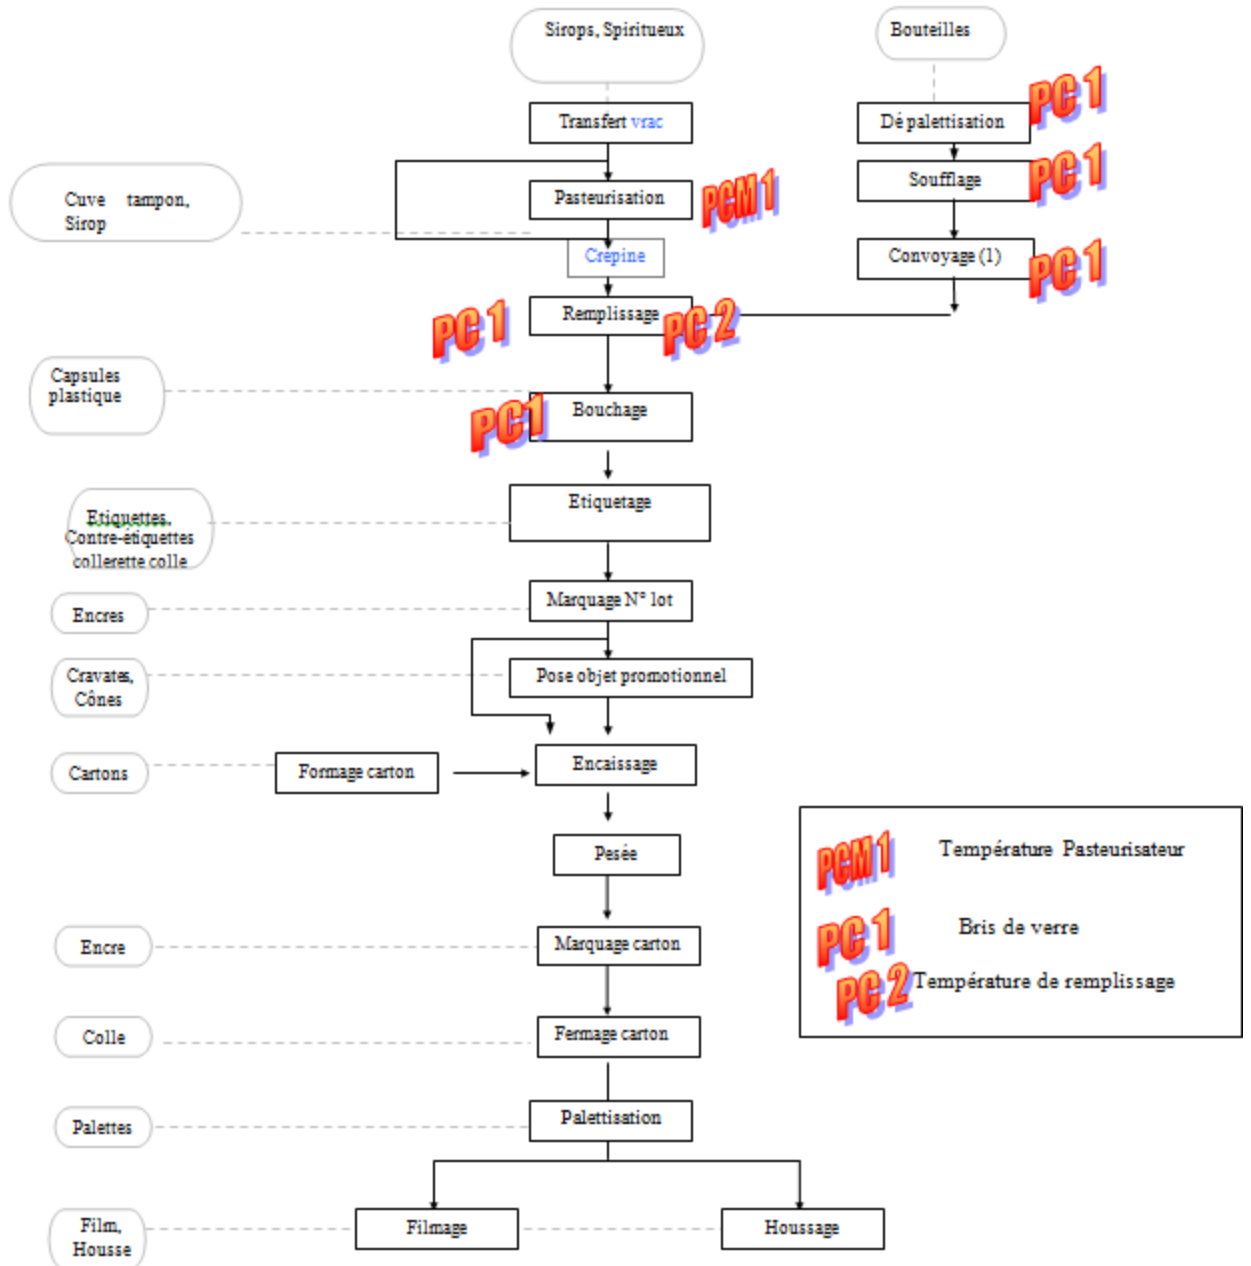 Sirops, Spiritueux
Bouteilles
Transfert vrac
Dé palettisation
PC 1
Cuve tampon,
Sirop
Pasteurisation
PCM 1
Soufflage
PC 1
Crépine
Convoyage (1)
PC 1
PC 1
Remplissage
PC 2
Capsules
plastique
PC1
Bouchage
Etiquettes,
Contre-étiquettes
collerette colle
Etiquetage
Encres
Marquage N° lot
Cravates,
Cônes
Pose objet promotionnel
Cartons
Formage carton
Encaissage
Pesée
PCM 1
Température Pasteurisateur
PC 1
Bris de verre
PC 2
Température de remplissage
Encre
Marquage carton
Colle
Fermage carton
Palettes
Palettisation
Film,
Housse
Filmage
Houssage